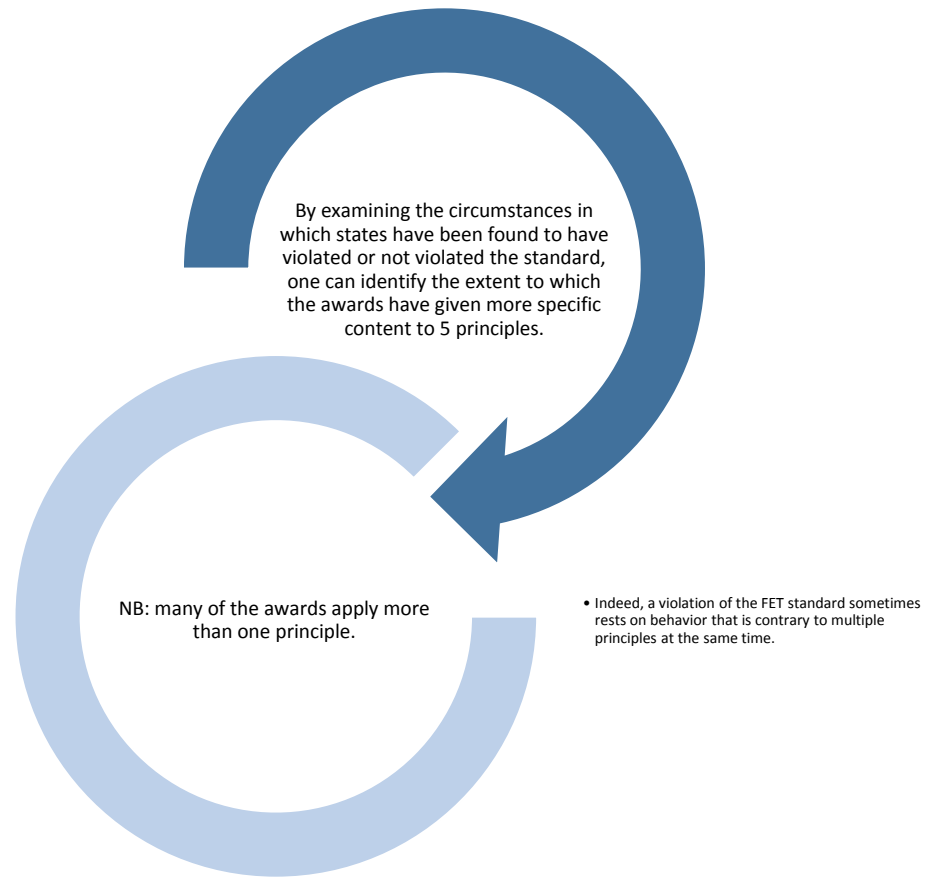 By examining the circumstances in
which states have been found to have
violated or not violated the standard,
one can identify the extent to which
the awards have given more specific
content to 5 principles.
NB: many of the awards apply more
than one principle.
• Indeed, a violation of the FET standard sometimes
rests on behavior that is contrary to multiple
principles at the same time.